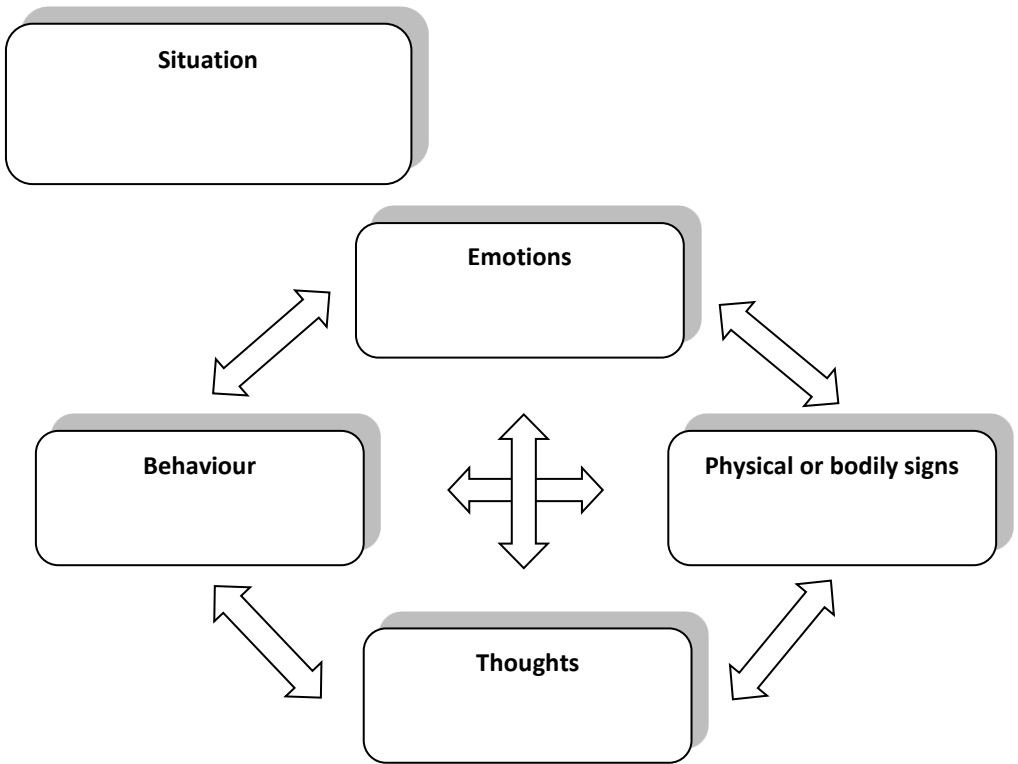 Situation
Emotions
Behaviour
Physical or bodily signs
Thoughts